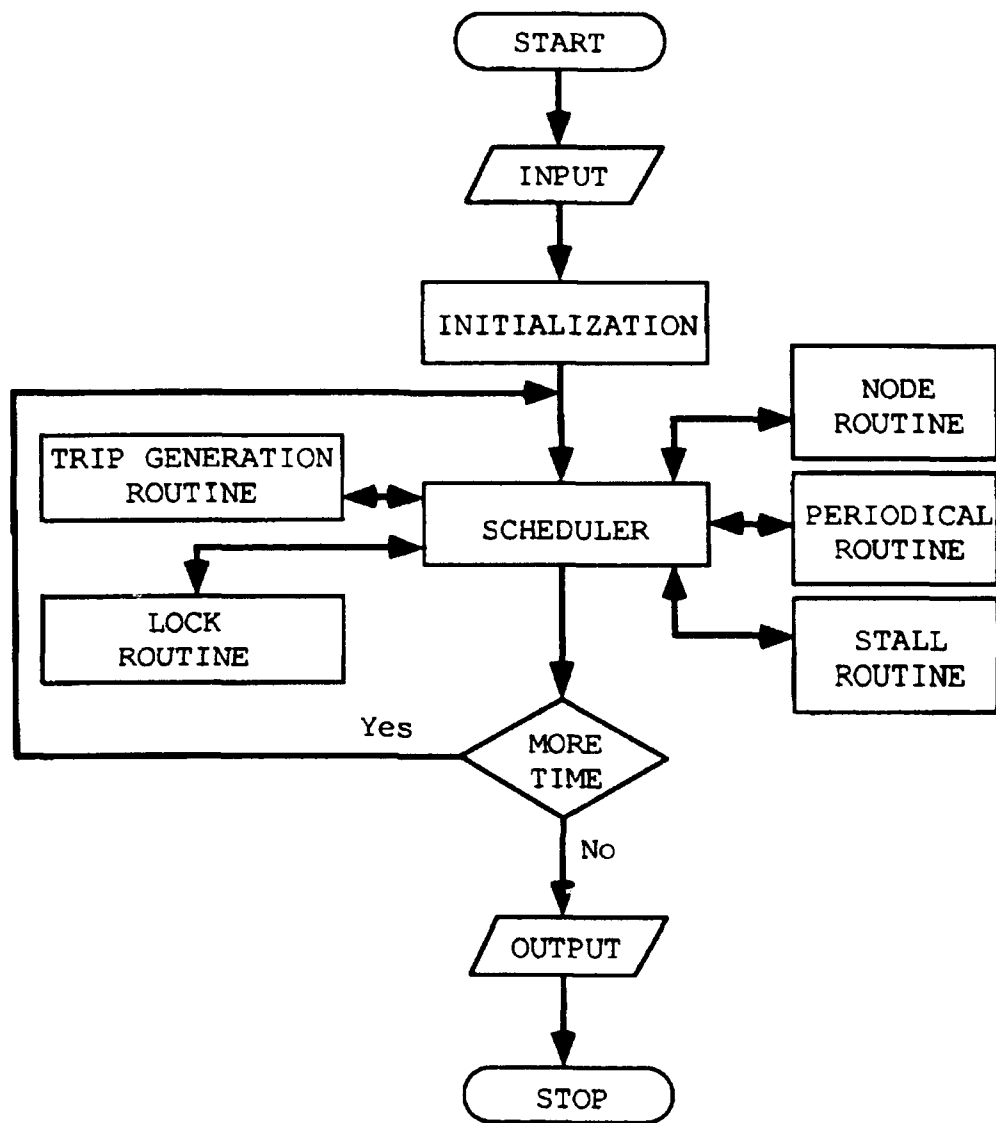 START
INPUT
INITIALIZATION
NODE
ROUTINE
TRIP GENERATION
ROUTINE
SCHEDULER
PERIODICAL
ROUTINE
LOCK
ROUTINE
STALL
ROUTINE
Yes
MORE
TIME
No
OUTPUT
STOP